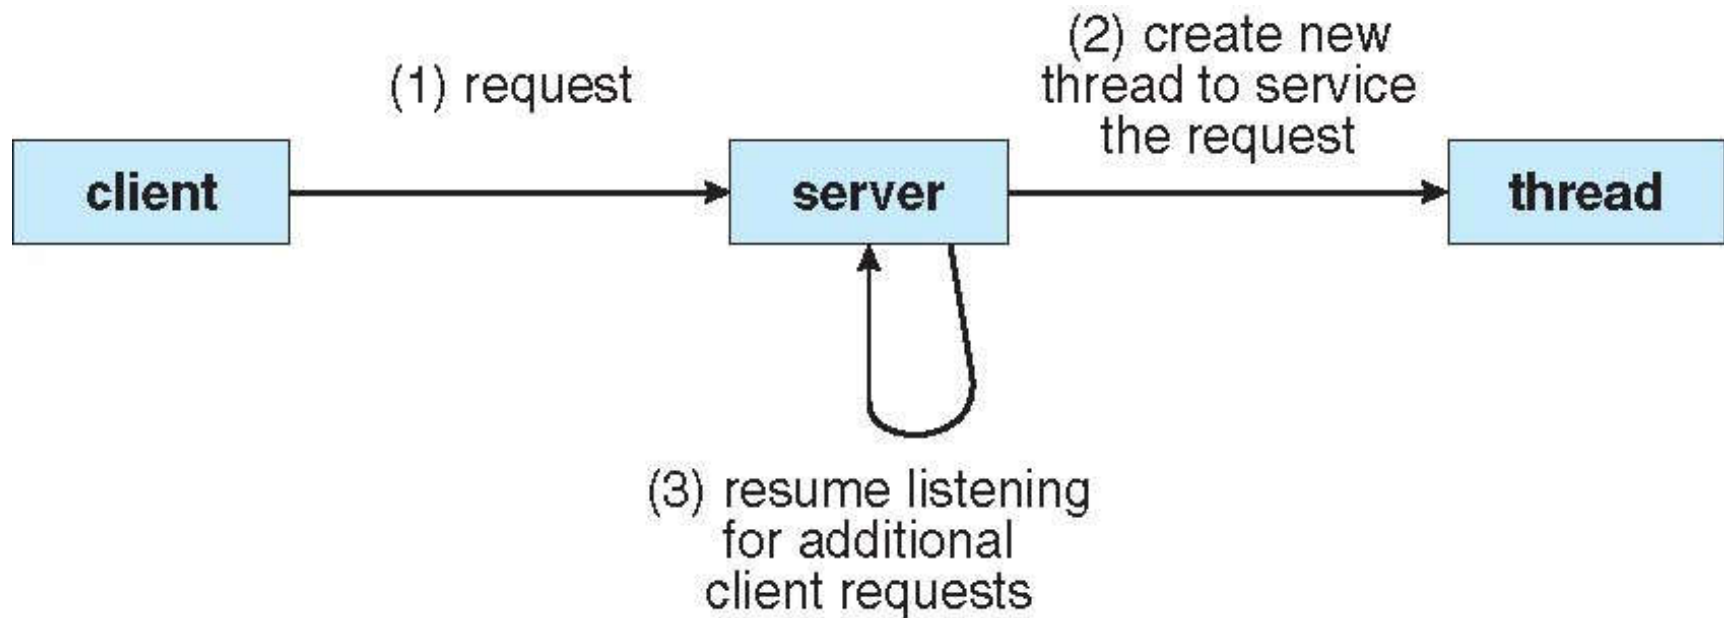 (1) request
(2) create new
thread to service
the request
client
server
thread
(3) resume listening
for additional
client requests